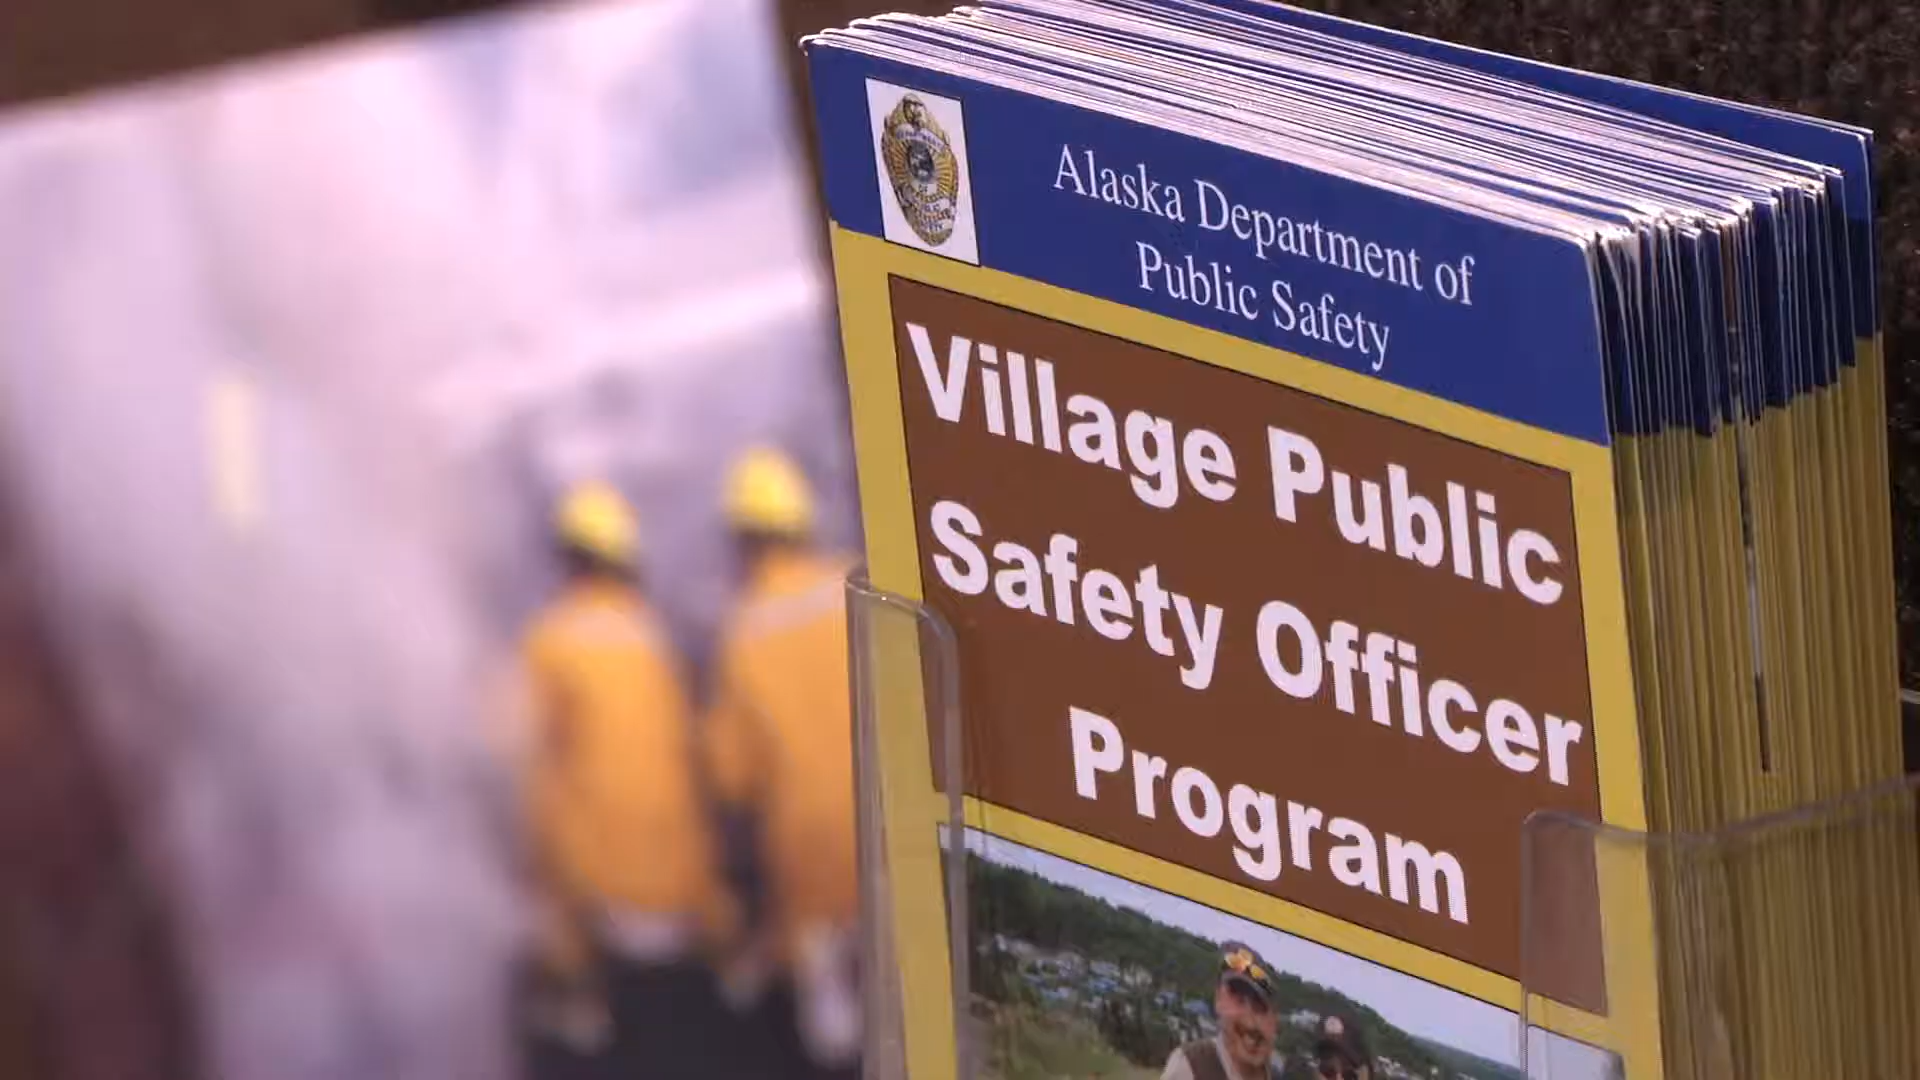 Alaska Department of
Public Safety
Village Public
Safety Officer
Program